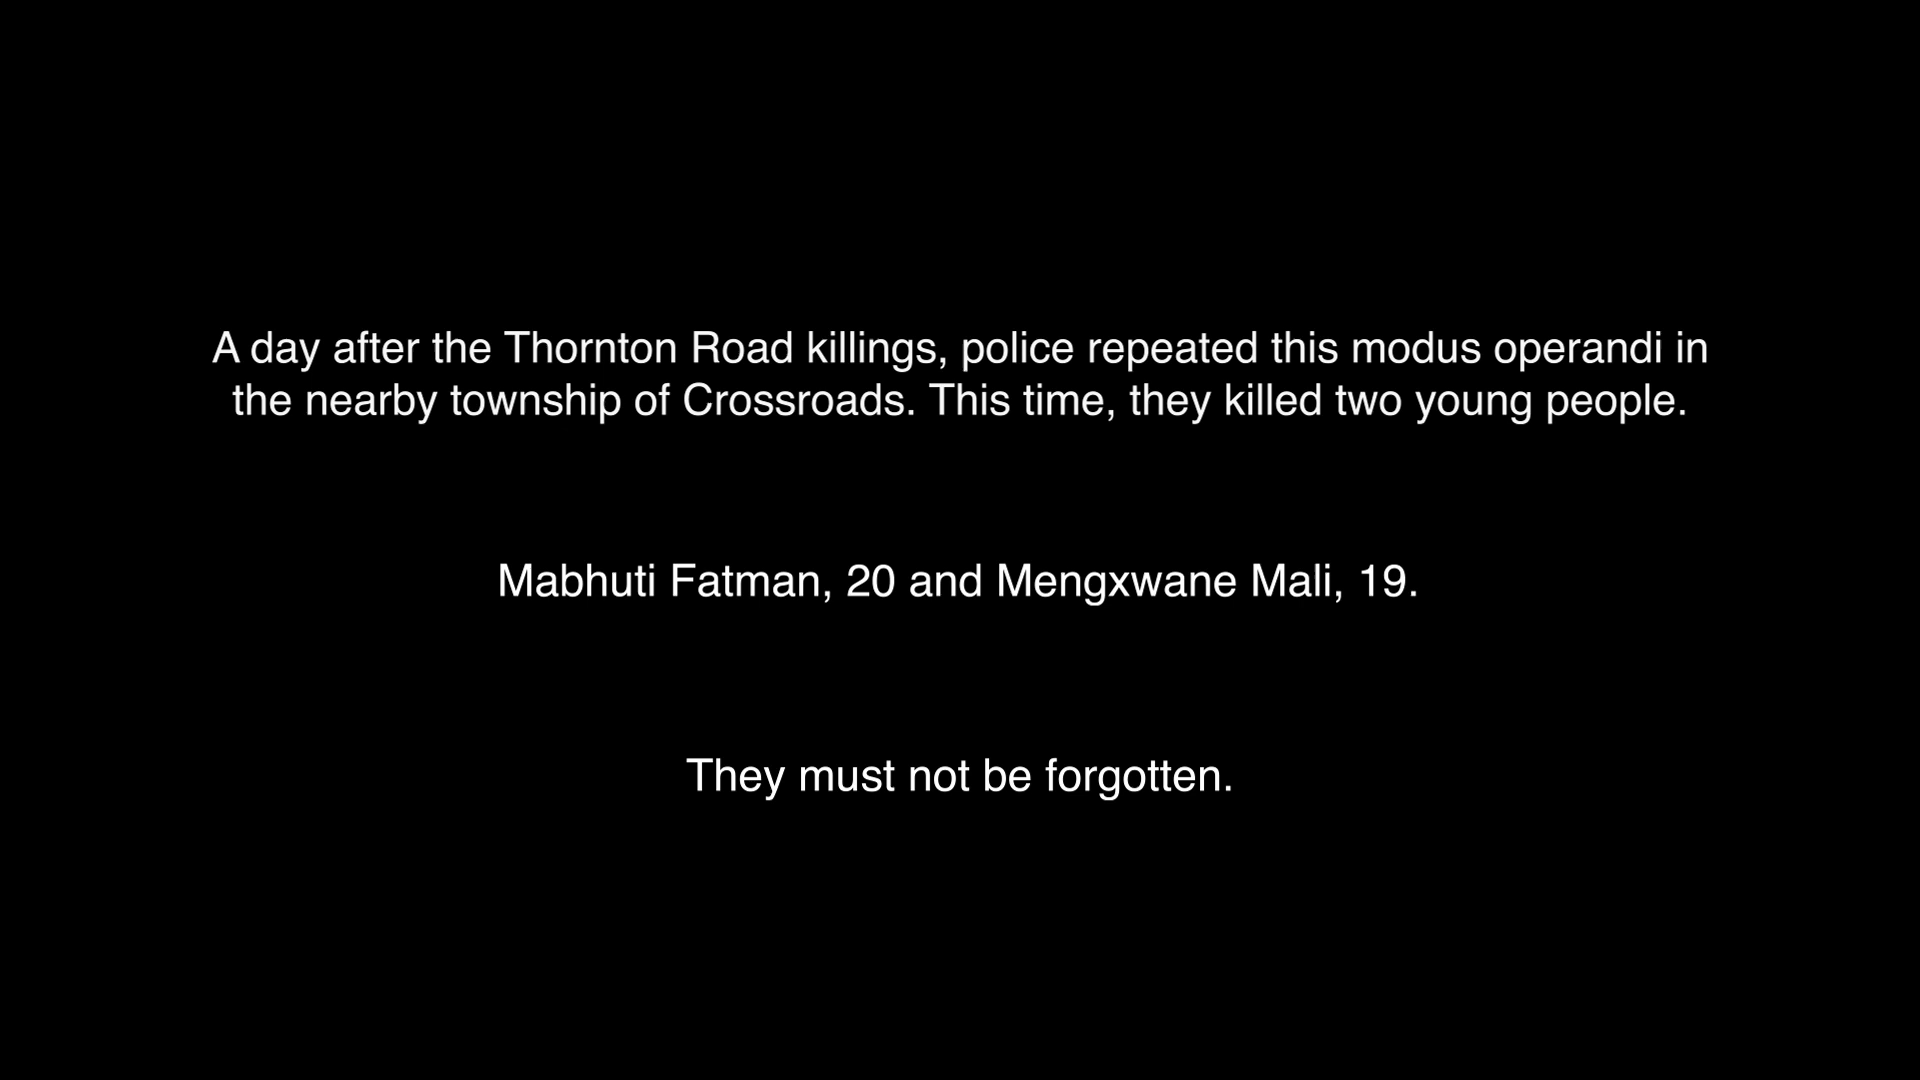 A day after the Thornton Road killings, police repeated this modus operandi in
the nearby township of Crossroads. This time, they killed two young people.
Mabhuti Fatman, 20 and Mengxwane Mali, 19.
They must not be forgotten.